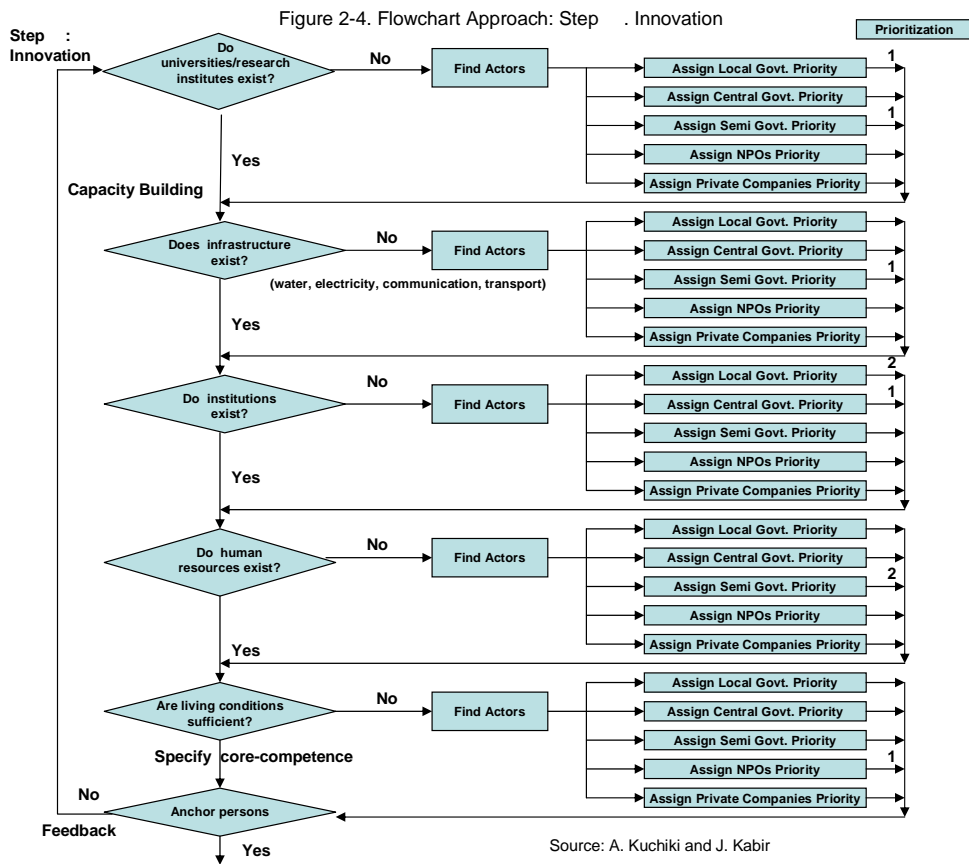 Figure 2-4. Flowchart Approach: Step . Innovation
Prioritization
Step :
Innovation
Do
universities/research
institutes exist?
No
Find Actors
Assign Local Govt. Priority
1
Assign Central Govt. Priority
Assign Semi Govt. Priority
1
Assign NPOs Priority
Assign Private Companies Priority
Yes
Capacity Building
Does infrastructure
exist?
No
Find Actors
(water, electricity, communication, transport)
Assign Local Govt. Priority
Assign Central Govt. Priority
Assign Semi Govt. Priority
1
Assign NPOs Priority
Assign Private Companies Priority
Yes
Do institutions
exist?
No
Find Actors
Assign Local Govt. Priority
2
Assign Central Govt. Priority
1
Assign Semi Govt. Priority
Assign NPOs Priority
Assign Private Companies Priority
Yes
Do human
resources exist?
No
Find Actors
Assign Local Govt. Priority
Assign Central Govt. Priority
Assign Semi Govt. Priority
2
Assign NPOs Priority
Assign Private Companies Priority
Yes
Are living conditions
sufficient?
No
Find Actors
Assign Local Govt. Priority
Assign Central Govt. Priority
Assign Semi Govt. Priority
Assign NPOs Priority
1
Assign Private Companies Priority
Specify core-competence
Anchor persons
No
Feedback
Yes
Source: A. Kuchiki and J. Kabir